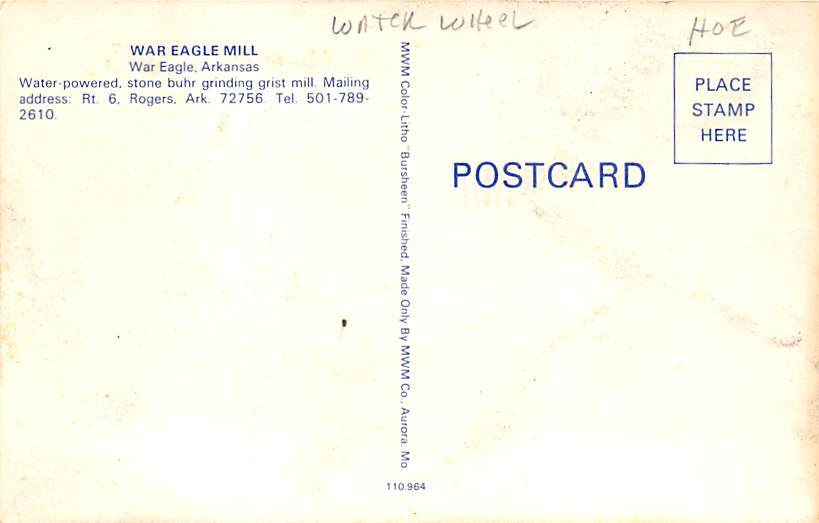 WATER WHEEL
HOE
WAR EAGLE MILL
War Eagle, Arkansas
Water-powered, stone buhr grinding grist mill. Mailing
address: Rt. 6, Rogers, Ark. 72756 Tel. 501-789-
2610.
MWM Color-Litho "Bursheen" Finished. Made Only By MWM Co., Aurora, Mo.
110,964
POSTCARD
PLACE
STAMP
HERE